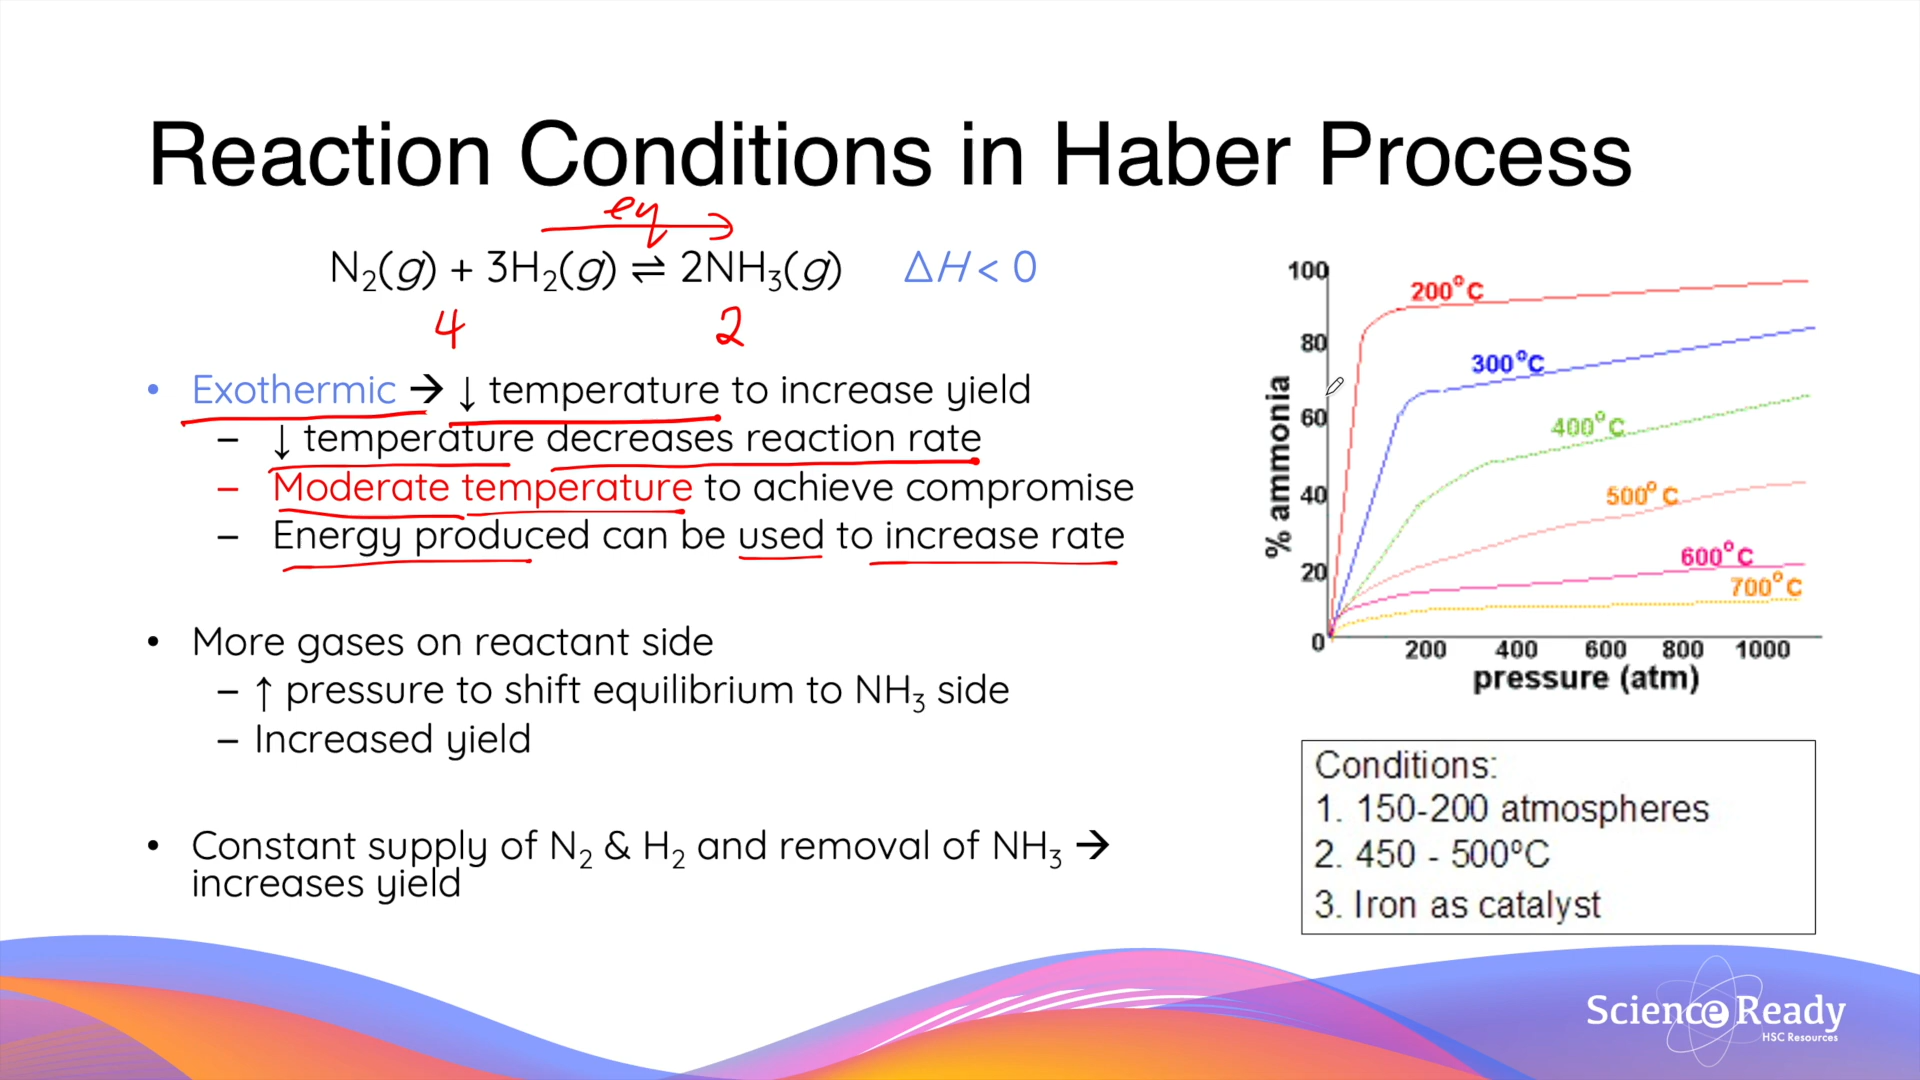 Reaction Conditions in Haber Process
eq
N₂(g) + 3H₂(g) ⇌ 2NH₃(g) ΔH < 0
4 2
• Exothermic → ↓ temperature to increase yield
– ↓ temperature decreases reaction rate
– Moderate temperature to achieve compromise
– Energy produced can be used to increase rate
• More gases on reactant side
– ↑ pressure to shift equilibrium to NH₃ side
– Increased yield
• Constant supply of N₂ & H₂ and removal of NH₃ →
increases yield
% ammonia
100
80
60
40
20
0
200°C
300°C
400°C
500°C
600°C
700°C
200 400 600 800 1000
pressure (atm)
Conditions:
1. 150-200 atmospheres
2. 450 - 500ºC
3. Iron as catalyst
Science Ready
HSC Resources